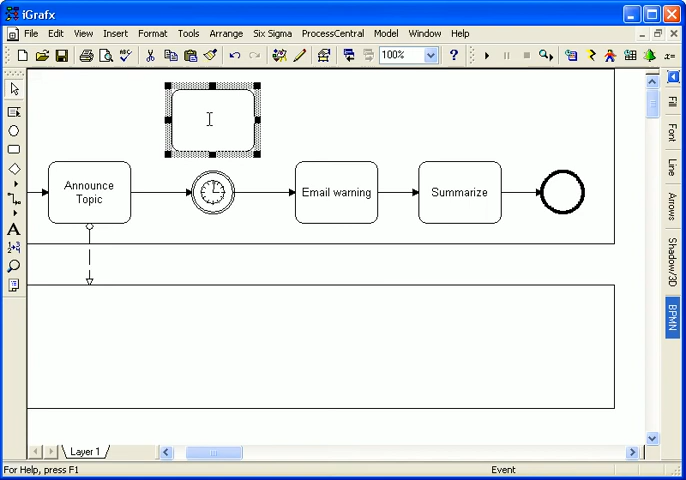 iGrafx
File Edit View Insert Format Tools Arrange Six Sigma ProcessCentral Model Window Help
100%
Fill
Font
Line
Arrows
Shadow/3D
BPMN
A
Announce
Topic
Email warning
Summarize
Layer 1
For Help, press F1
Event